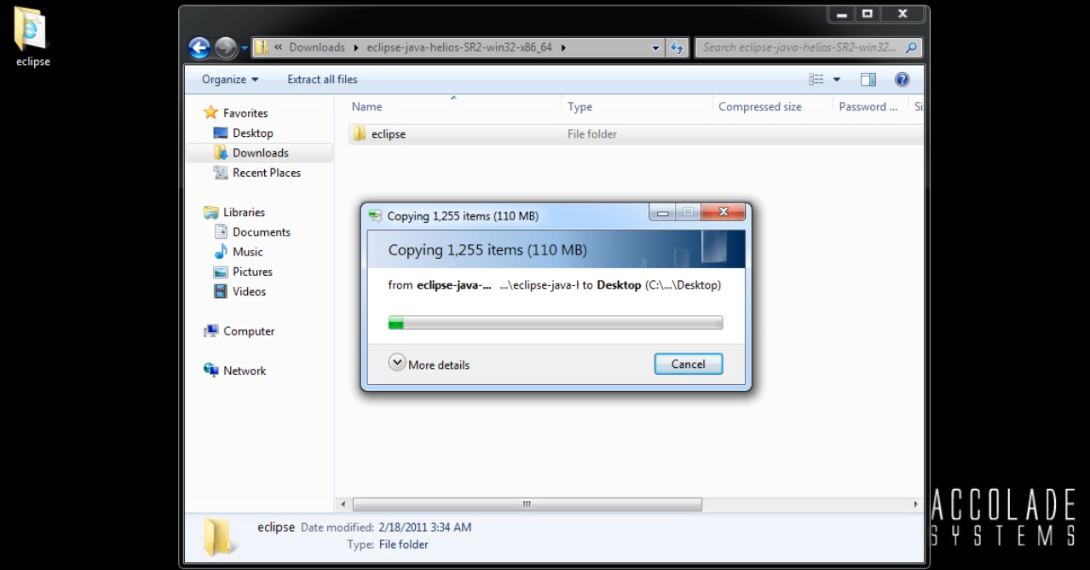 eclipse
« Downloads ▸ eclipse-java-helios-SR2-win32-x86_64 ▸
Search eclipse-java-helios-SR2-win32...
Organize
Extract all files
Name
Type
Compressed size
Password ...
Si
Favorites
Desktop
Downloads
Recent Places
Libraries
Documents
Music
Pictures
Videos
Computer
Network
eclipse
File folder
Copying 1,255 items (110 MB)
Copying 1,255 items (110 MB)
from eclipse-java-... ...\eclipse-java-l to Desktop (C:\...\Desktop)
More details
Cancel
eclipse Date modified: 2/18/2011 3:34 AM
Type: File folder
ACCOLADE
SYSTEMS